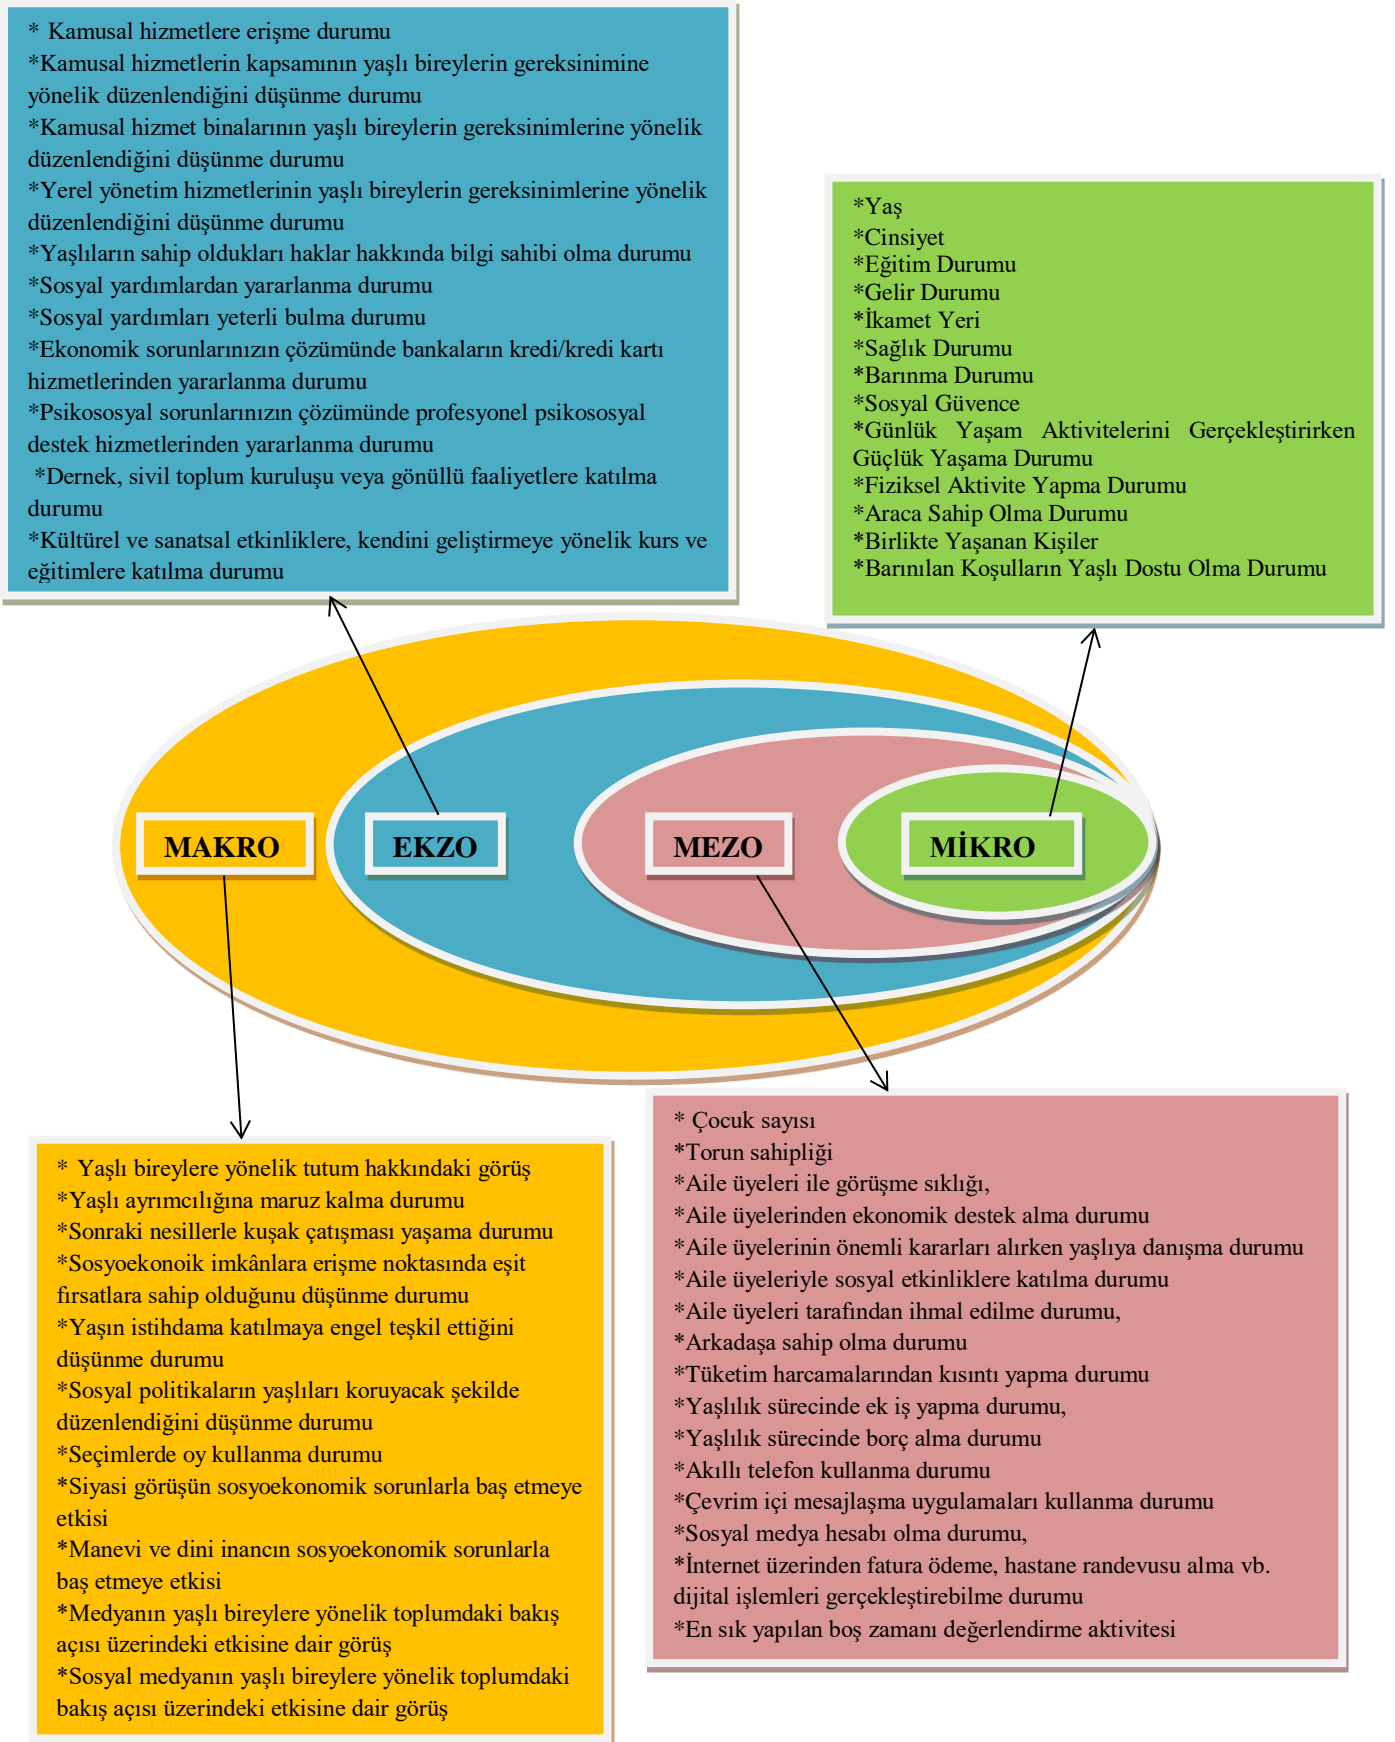 * Kamusal hizmetlere erişme durumu
*Kamusal hizmetlerin kapsamının yaşlı bireylerin gereksinimine
yönelik düzenlendiğini düşünme durumu
*Kamusal hizmet binalarının yaşlı bireylerin gereksinimlerine yönelik
düzenlendiğini düşünme durumu
*Yerel yönetim hizmetlerinin yaşlı bireylerin gereksinimlerine yönelik
düzenlendiğini düşünme durumu
*Yaşlıların sahip oldukları haklar hakkında bilgi sahibi olma durumu
*Sosyal yardımlardan yararlanma durumu
*Sosyal yardımları yeterli bulma durumu
*Ekonomik sorunlarınızın çözümünde bankaların kredi/kredi kartı
hizmetlerinden yararlanma durumu
*Psikososyal sorunlarınızın çözümünde profesyonel psikososyal
destek hizmetlerinden yararlanma durumu
*Dernek, sivil toplum kuruluşu veya gönüllü faaliyetlere katılma
durumu
*Kültürel ve sanatsal etkinliklere, kendini geliştirmeye yönelik kurs ve
eğitimlere katılma durumu
*Yaş
*Cinsiyet
*Eğitim Durumu
*Gelir Durumu
*İkamet Yeri
*Sağlık Durumu
*Barınma Durumu
*Sosyal Güvence
*Günlük Yaşam Aktivitelerini Gerçekleştirirken
Güçlük Yaşama Durumu
*Fiziksel Aktivite Yapma Durumu
*Araca Sahip Olma Durumu
*Birlikte Yaşanan Kişiler
*Barınılan Koşulların Yaşlı Dostu Olma Durumu
MAKRO
EKZO
MEZO
MİKRO
* Yaşlı bireylere yönelik tutum hakkındaki görüş
*Yaşlı ayrımcılığına maruz kalma durumu
*Sonraki nesillerle kuşak çatışması yaşama durumu
*Sosyoekonoik imkânlara erişme noktasında eşit
fırsatlara sahip olduğunu düşünme durumu
*Yaşın istihdama katılmaya engel teşkil ettiğini
düşünme durumu
*Sosyal politikaların yaşlıları koruyacak şekilde
düzenlendiğini düşünme durumu
*Seçimlerde oy kullanma durumu
*Siyasi görüşün sosyoekonomik sorunlarla baş etmeye
etkisi
*Manevi ve dini inancın sosyoekonomik sorunlarla
baş etmeye etkisi
*Medyanın yaşlı bireylere yönelik toplumdaki bakış
açısı üzerindeki etkisine dair görüş
*Sosyal medyanın yaşlı bireylere yönelik toplumdaki
bakış açısı üzerindeki etkisine dair görüş
* Çocuk sayısı
*Torun sahipliği
*Aile üyeleri ile görüşme sıklığı,
*Aile üyelerinden ekonomik destek alma durumu
*Aile üyelerinin önemli kararları alırken yaşlıya danışma durumu
*Aile üyeleriyle sosyal etkinliklere katılma durumu
*Aile üyeleri tarafından ihmal edilme durumu,
*Arkadaşa sahip olma durumu
*Tüketim harcamalarından kısıntı yapma durumu
*Yaşlılık sürecinde ek iş yapma durumu,
*Yaşlılık sürecinde borç alma durumu
*Akıllı telefon kullanma durumu
*Çevrim içi mesajlaşma uygulamaları kullanma durumu
*Sosyal medya hesabı olma durumu,
*İnternet üzerinden fatura ödeme, hastane randevusu alma vb.
dijital işlemleri gerçekleştirebilme durumu
*En sık yapılan boş zamanı değerlendirme aktivitesi